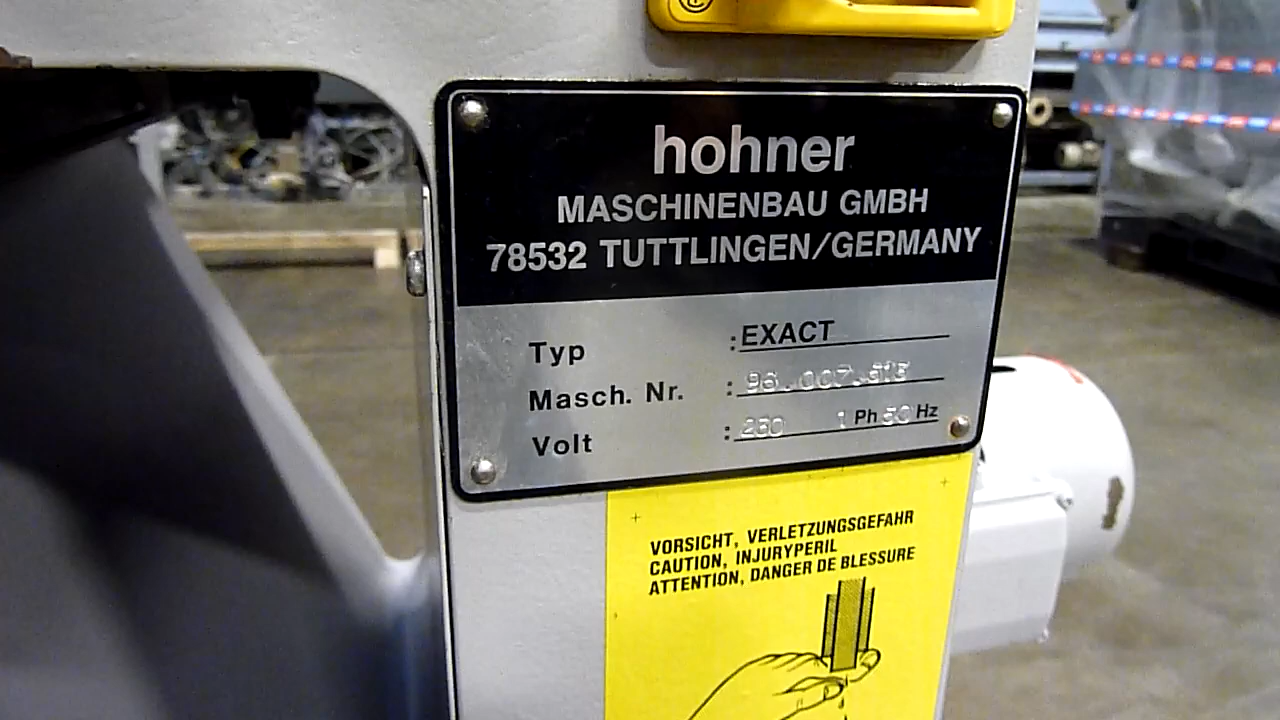 hohner
MASCHINENBAU GMBH
78532 TUTTLINGEN/GERMANY
Typ :EXACT
Masch. Nr. :
Volt : 230 1 Ph 50 Hz
VORSICHT, VERLETZUNGSGEFAHR
CAUTION, INJURYPERIL
ATTENTION, DANGER DE BLESSURE